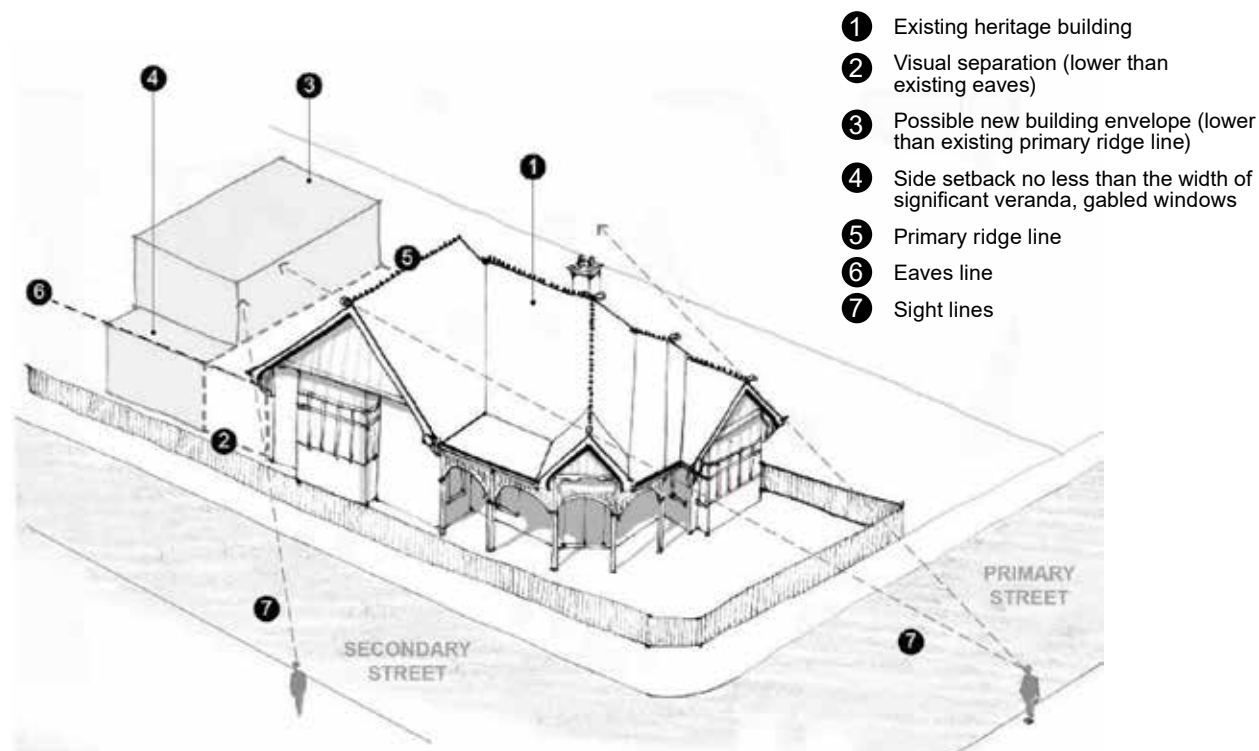 1 Existing heritage building
2 Visual separation (lower than
existing eaves)
3 Possible new building envelope (lower
than existing primary ridge line)
4 Side setback no less than the width of
significant veranda, gabled windows
5 Primary ridge line
6 Eaves line
7 Sight lines
4
3
1
5
6
2
7
SECONDARY
STREET
7
PRIMARY
STREET